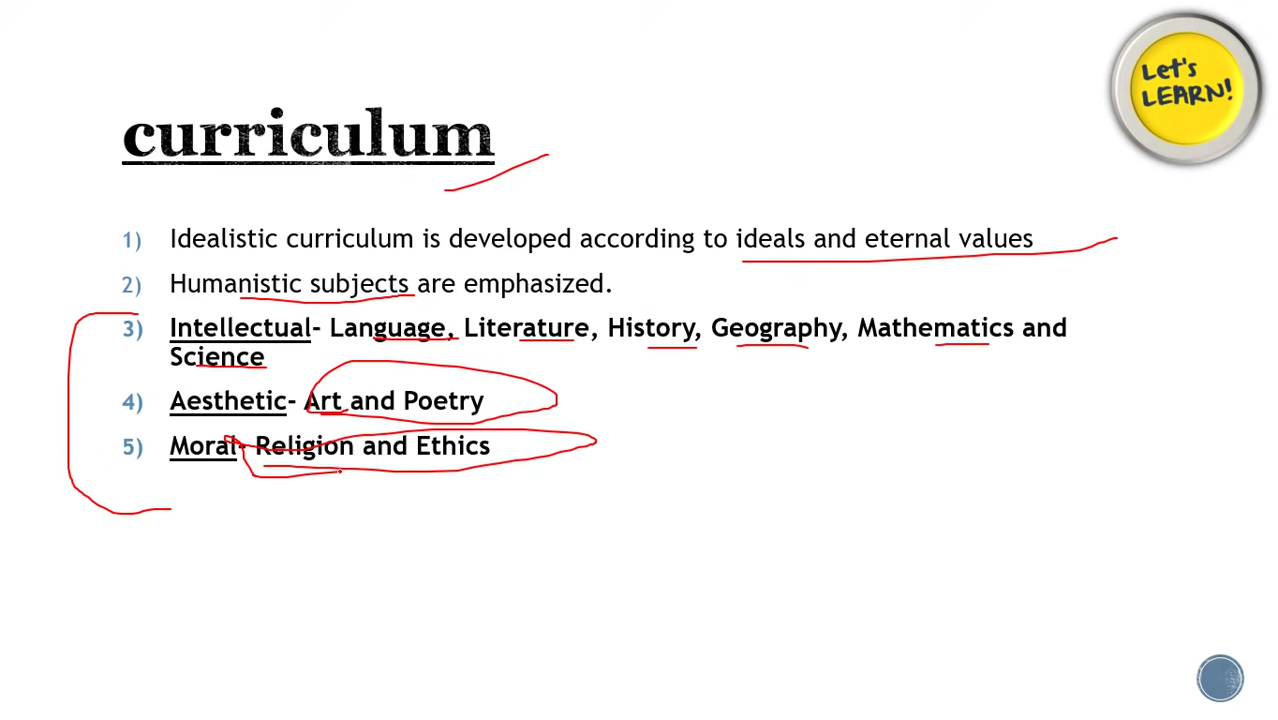 Let's
LEARN!
curriculum
1) Idealistic curriculum is developed according to ideals and eternal values
2) Humanistic subjects are emphasized.
3) Intellectual- Language, Literature, History, Geography, Mathematics and
Science
4) Aesthetic- Art and Poetry
5) Moral- Religion and Ethics